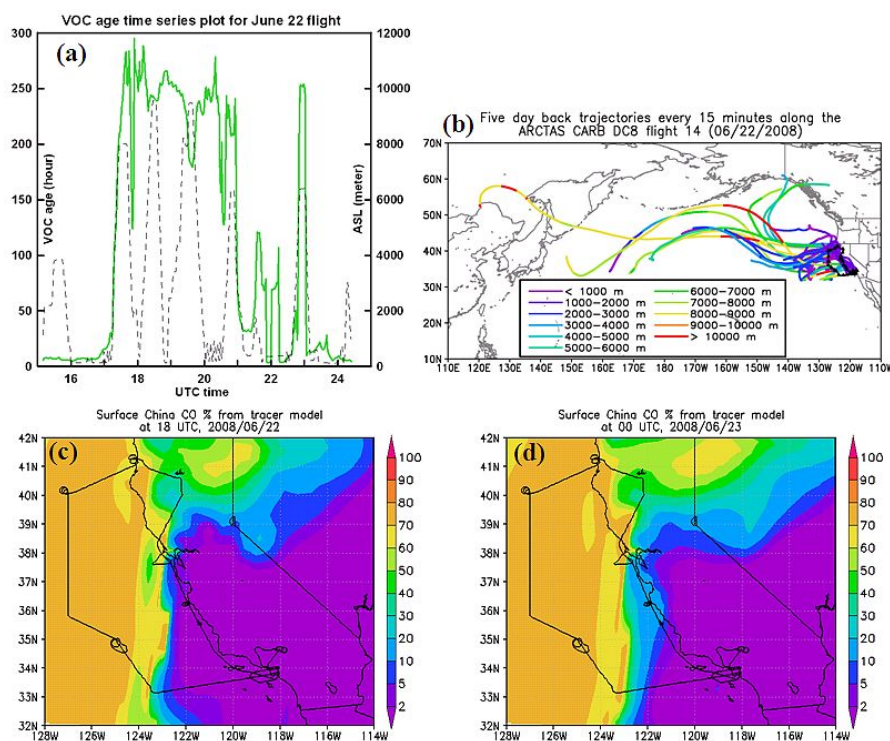 VOC age time series plot for June 22 flight
(a)
300
250
200
150
100
50
0
VOC age (hour)
12000
10000
8000
6000
4000
2000
0
ASL (meter)
16 18 20 22 24
UTC time
(b)
Five day back trajectories every 15 minutes along the
ARCTAS CARB DC8 flight 14 (06/22/2008)
70N
60N
50N
40N
30N
20N
10N
< 1000 m
1000-2000 m
2000-3000 m
3000-4000 m
4000-5000 m
5000-6000 m
6000-7000 m
7000-8000 m
8000-9000 m
9000-10000 m
> 10000 m
110E 120E 130E 140E 150E 160E 170E 180 170W 160W 150W 140W 130W 120W 110W
Surface China CO % from tracer model
at 18 UTC, 2008/06/22
(c)
42N
41N
40N
39N
38N
37N
36N
35N
34N
33N
32N
128W 126W 124W 122W 120W 118W 116W 114W
100
90
80
70
60
50
40
30
20
10
5
2
Surface China CO % from tracer model
at 00 UTC, 2008/06/23
(d)
42N
41N
40N
39N
38N
37N
36N
35N
34N
33N
32N
128W 126W 124W 122W 120W 118W 116W 114W
100
90
80
70
60
50
40
30
20
10
5
2